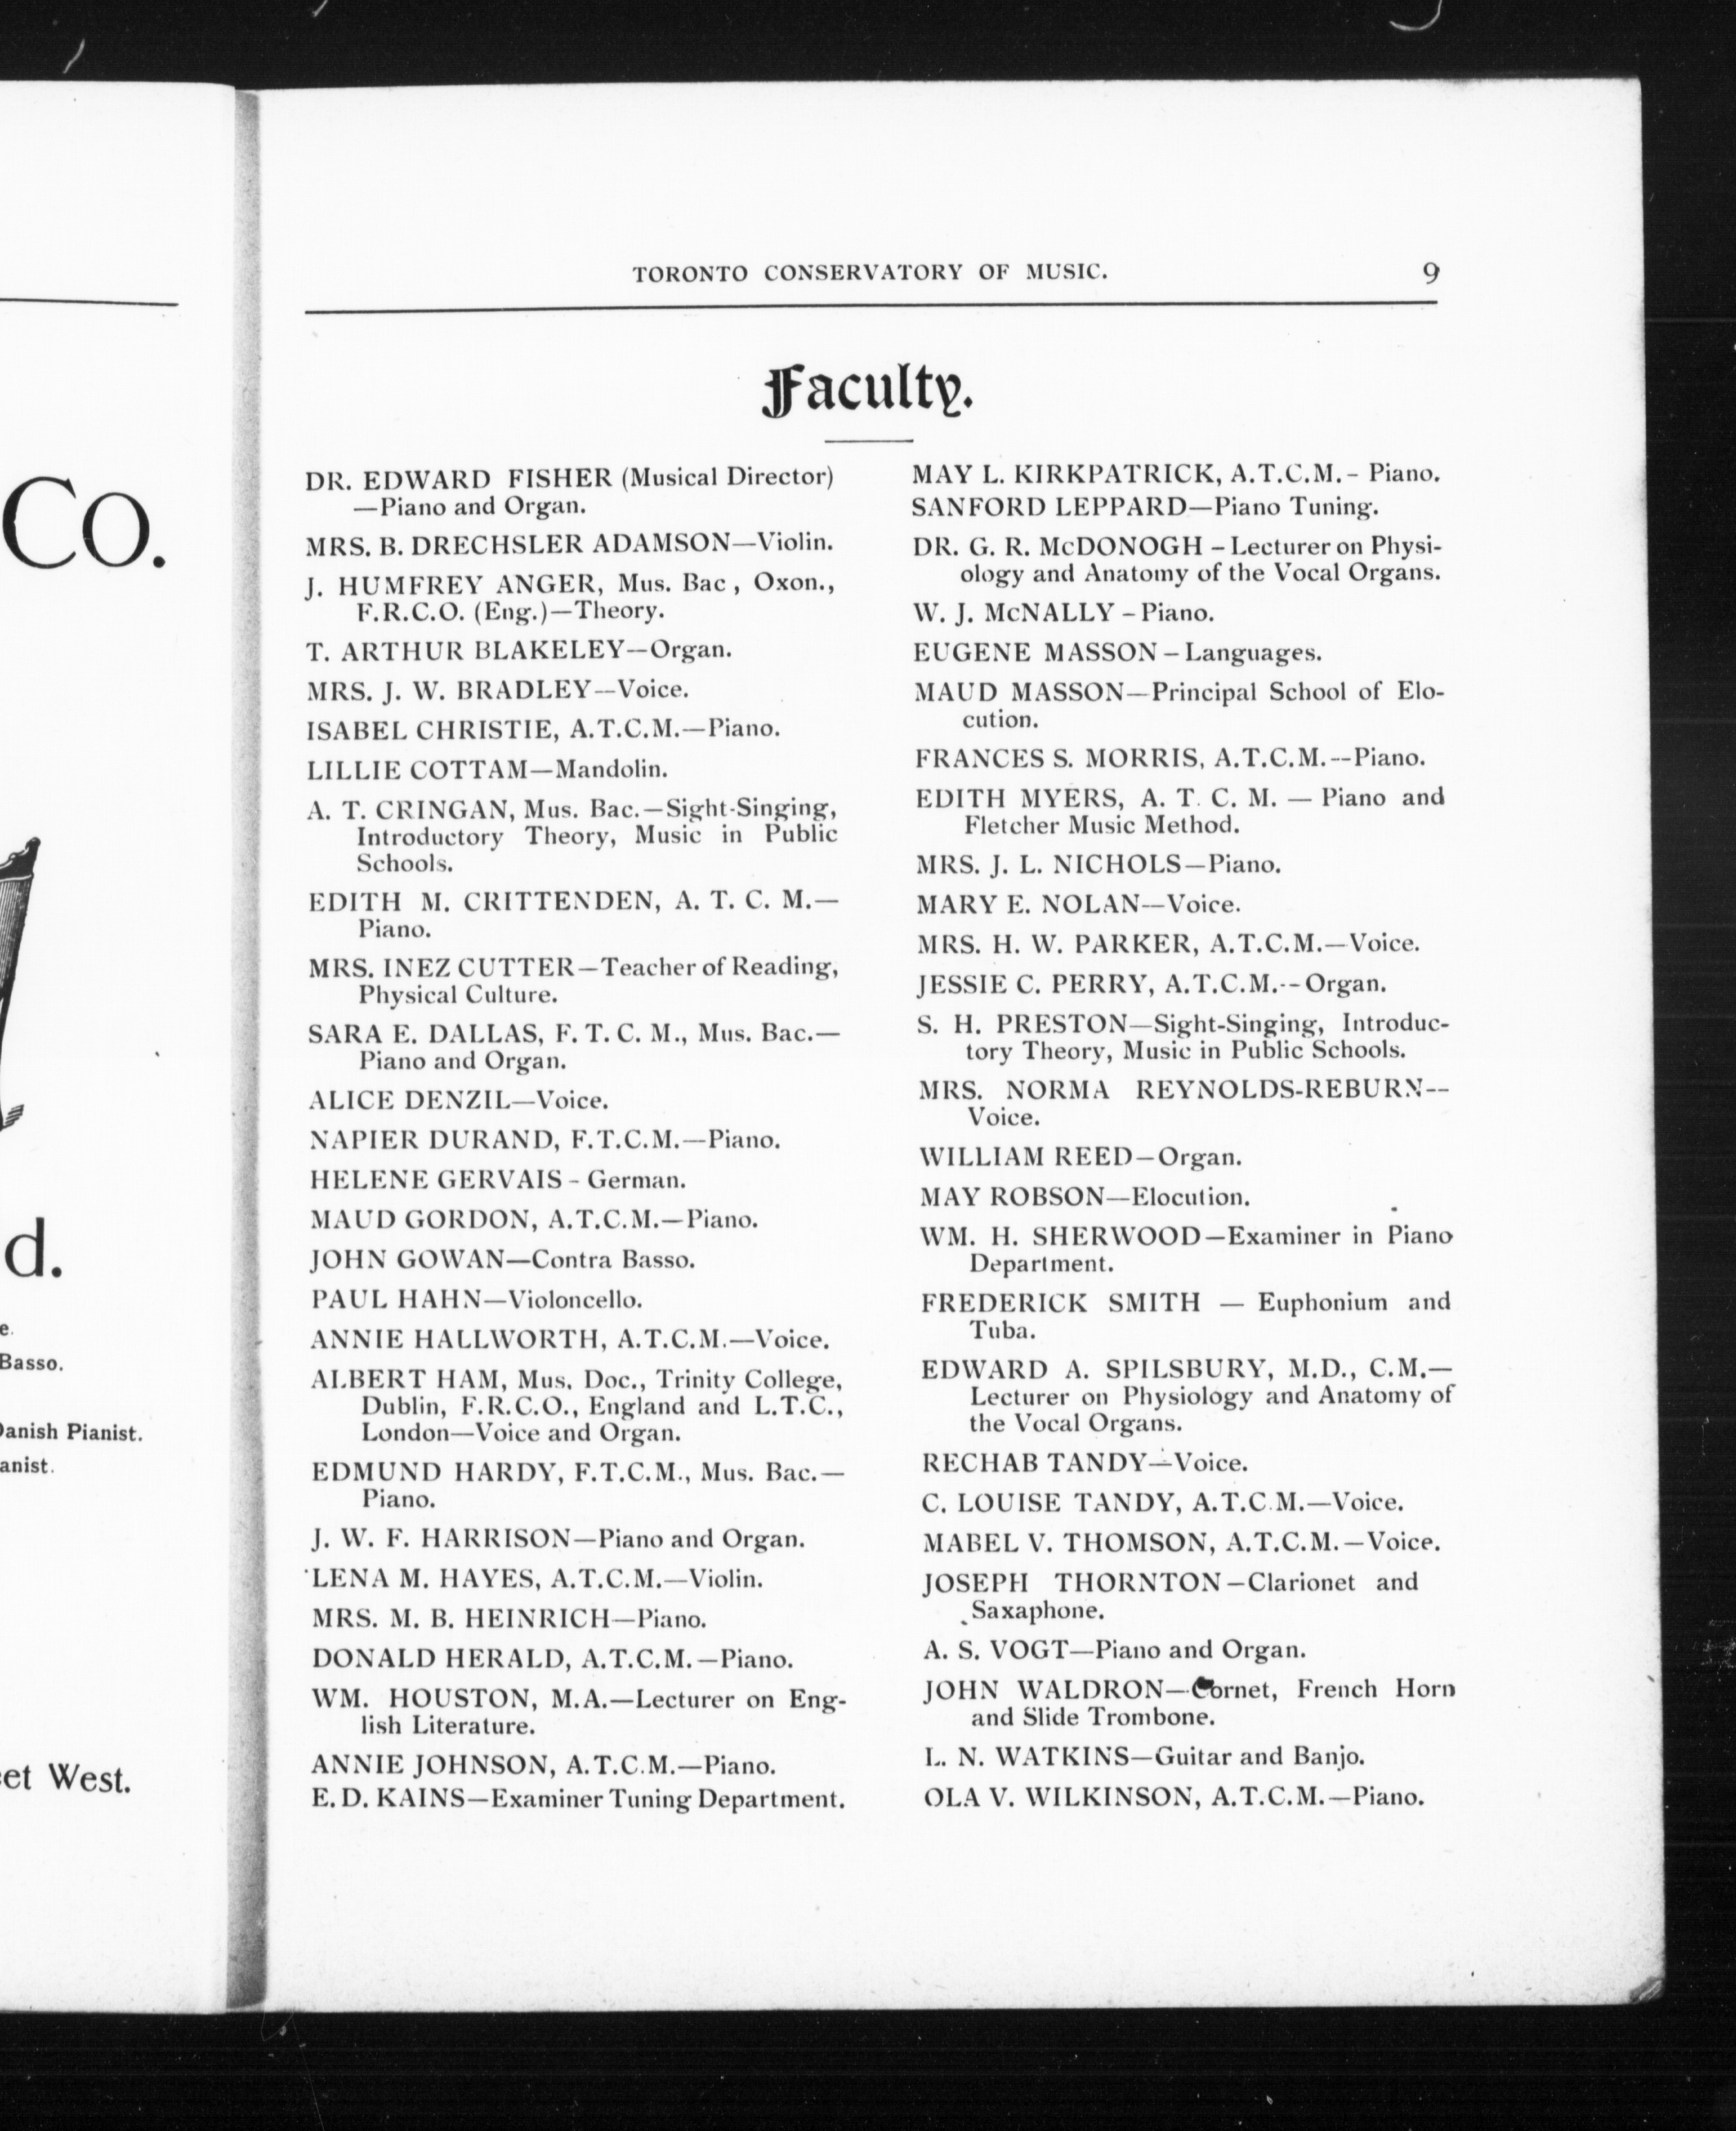 Co.
d.
e.
Basso.
Danish Pianist.
anist.
eet West.
TORONTO CONSERVATORY OF MUSIC. 9
Faculty.
DR. EDWARD FISHER (Musical Director)
—Piano and Organ.
MRS. B. DRECHSLER ADAMSON—Violin.
J. HUMFREY ANGER, Mus. Bac , Oxon.,
F.R.C.O. (Eng.)—Theory.
T. ARTHUR BLAKELEY—Organ.
MRS. J. W. BRADLEY—Voice.
ISABEL CHRISTIE, A.T.C.M.—Piano.
LILLIE COTTAM—Mandolin.
A. T. CRINGAN, Mus. Bac.—Sight-Singing,
Introductory Theory, Music in Public
Schools.
EDITH M. CRITTENDEN, A. T. C. M.—
Piano.
MRS. INEZ CUTTER—Teacher of Reading,
Physical Culture.
SARA E. DALLAS, F. T. C. M., Mus. Bac.—
Piano and Organ.
ALICE DENZIL—Voice.
NAPIER DURAND, F.T.C.M.—Piano.
HELENE GERVAIS - German.
MAUD GORDON, A.T.C.M.—Piano.
JOHN GOWAN—Contra Basso.
PAUL HAHN—Violoncello.
ANNIE HALLWORTH, A.T.C.M.—Voice.
ALBERT HAM, Mus. Doc., Trinity College,
Dublin, F.R.C.O., England and L.T.C.,
London—Voice and Organ.
EDMUND HARDY, F.T.C.M., Mus. Bac.—
Piano.
J. W. F. HARRISON—Piano and Organ.
LENA M. HAYES, A.T.C.M.—Violin.
MRS. M. B. HEINRICH—Piano.
DONALD HERALD, A.T.C.M.—Piano.
WM. HOUSTON, M.A.—Lecturer on Eng-
lish Literature.
ANNIE JOHNSON, A.T.C.M.—Piano.
E. D. KAINS—Examiner Tuning Department.
MAY L. KIRKPATRICK, A.T.C.M.- Piano.
SANFORD LEPPARD—Piano Tuning.
DR. G. R. McDONOGH – Lecturer on Physi-
ology and Anatomy of the Vocal Organs.
W. J. McNALLY – Piano.
EUGENE MASSON – Languages.
MAUD MASSON—Principal School of Elo-
cution.
FRANCES S. MORRIS, A.T.C.M.--Piano.
EDITH MYERS, A. T. C. M. — Piano and
Fletcher Music Method.
MRS. J. L. NICHOLS—Piano.
MARY E. NOLAN—Voice.
MRS. H. W. PARKER, A.T.C.M.—Voice.
JESSIE C. PERRY, A.T.C.M.--Organ.
S. H. PRESTON—Sight-Singing, Introduc-
tory Theory, Music in Public Schools.
MRS. NORMA REYNOLDS-REBURN--
Voice.
WILLIAM REED—Organ.
MAY ROBSON—Elocution.
WM. H. SHERWOOD—Examiner in Piano
Department.
FREDERICK SMITH — Euphonium and
Tuba.
EDWARD A. SPILSBURY, M.D., C.M.—
Lecturer on Physiology and Anatomy of
the Vocal Organs.
RECHAB TANDY—Voice.
C. LOUISE TANDY, A.T.C.M.—Voice.
MABEL V. THOMSON, A.T.C.M.—Voice.
JOSEPH THORNTON—Clarionet and
Saxaphone.
A. S. VOGT—Piano and Organ.
JOHN WALDRON—Cornet, French Horn
and Slide Trombone.
L. N. WATKINS—Guitar and Banjo.
OLA V. WILKINSON, A.T.C.M.—Piano.